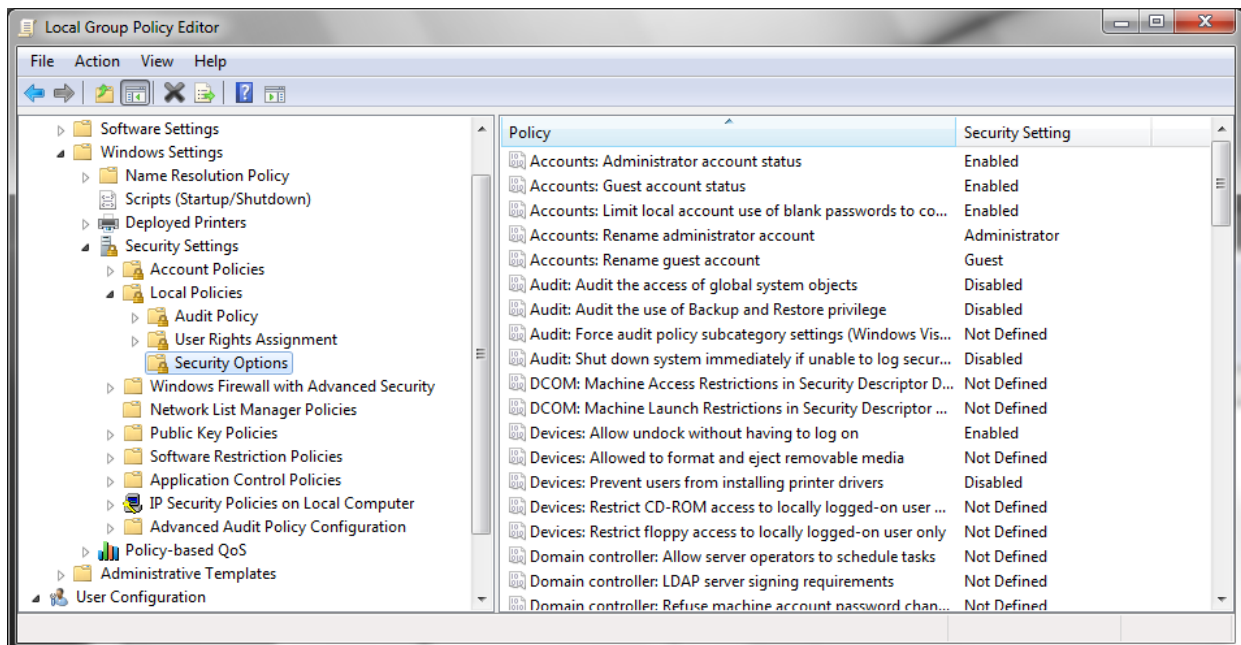 Local Group Policy Editor
File Action View Help
Software Settings
Windows Settings
Name Resolution Policy
Scripts (Startup/Shutdown)
Deployed Printers
Security Settings
Account Policies
Local Policies
Audit Policy
User Rights Assignment
Security Options
Windows Firewall with Advanced Security
Network List Manager Policies
Public Key Policies
Software Restriction Policies
Application Control Policies
IP Security Policies on Local Computer
Advanced Audit Policy Configuration
Policy-based QoS
Administrative Templates
User Configuration
Policy Security Setting
Accounts: Administrator account status Enabled
Accounts: Guest account status Enabled
Accounts: Limit local account use of blank passwords to co... Enabled
Accounts: Rename administrator account Administrator
Accounts: Rename guest account Guest
Audit: Audit the access of global system objects Disabled
Audit: Audit the use of Backup and Restore privilege Disabled
Audit: Force audit policy subcategory settings (Windows Vis... Not Defined
Audit: Shut down system immediately if unable to log secur... Disabled
DCOM: Machine Access Restrictions in Security Descriptor D... Not Defined
DCOM: Machine Launch Restrictions in Security Descriptor ... Not Defined
Devices: Allow undock without having to log on Enabled
Devices: Allowed to format and eject removable media Not Defined
Devices: Prevent users from installing printer drivers Disabled
Devices: Restrict CD-ROM access to locally logged-on user ... Not Defined
Devices: Restrict floppy access to locally logged-on user only Not Defined
Domain controller: Allow server operators to schedule tasks Not Defined
Domain controller: LDAP server signing requirements Not Defined
Domain controller: Refuse machine account password chan... Not Defined